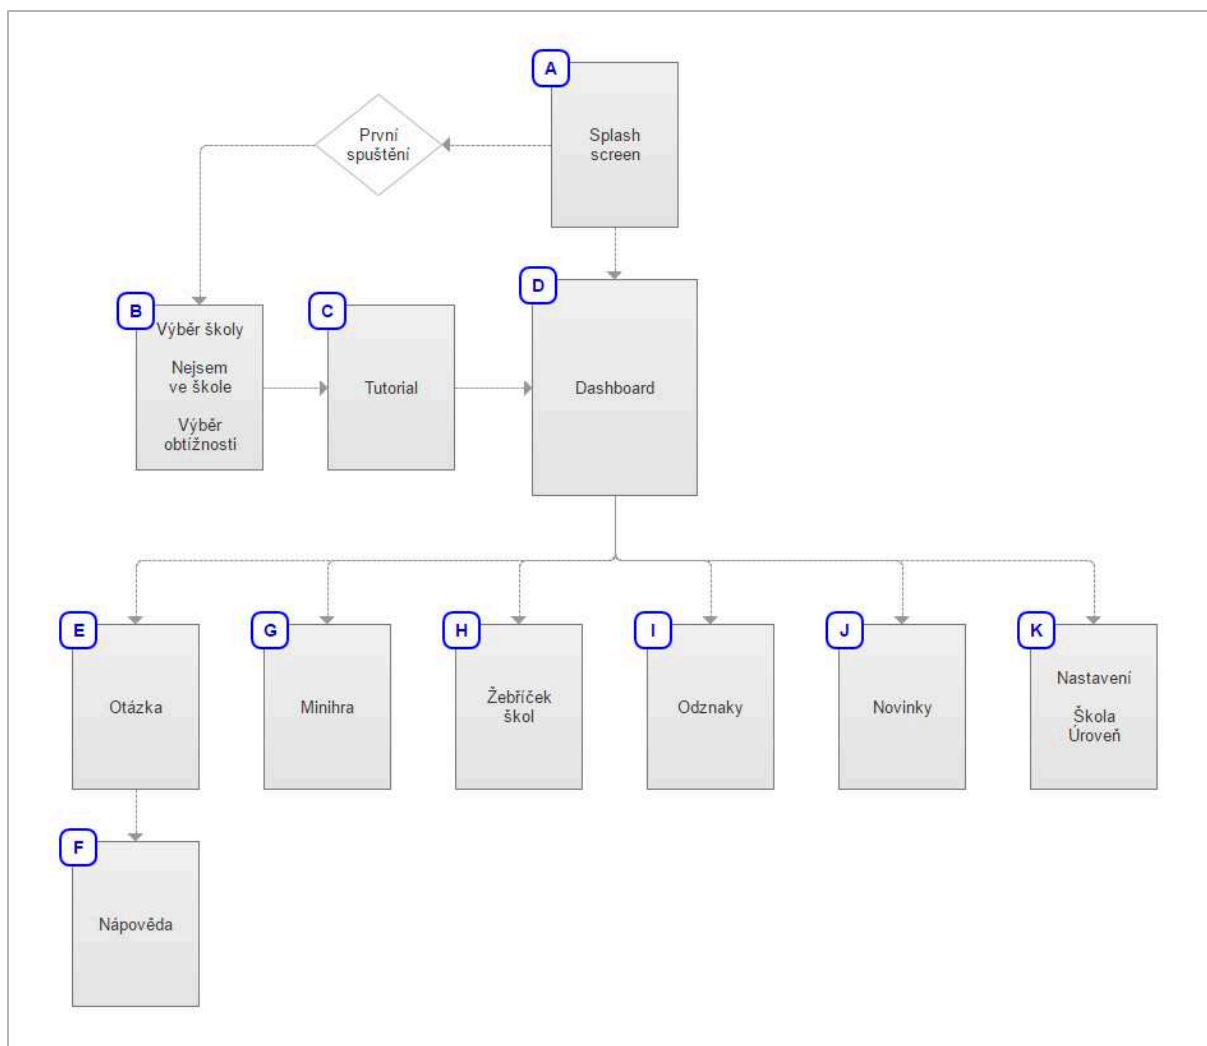 A
Splash
screen
První
spuštění
B
Výběr školy
Nejsem
ve škole
Výběr
obtížnosti
C
Tutorial
D
Dashboard
E
Otázka
G
Minihra
H
Žebříček
škol
I
Odznaky
J
Novinky
K
Nastavení
Škola
Úroveň
F
Nápověda